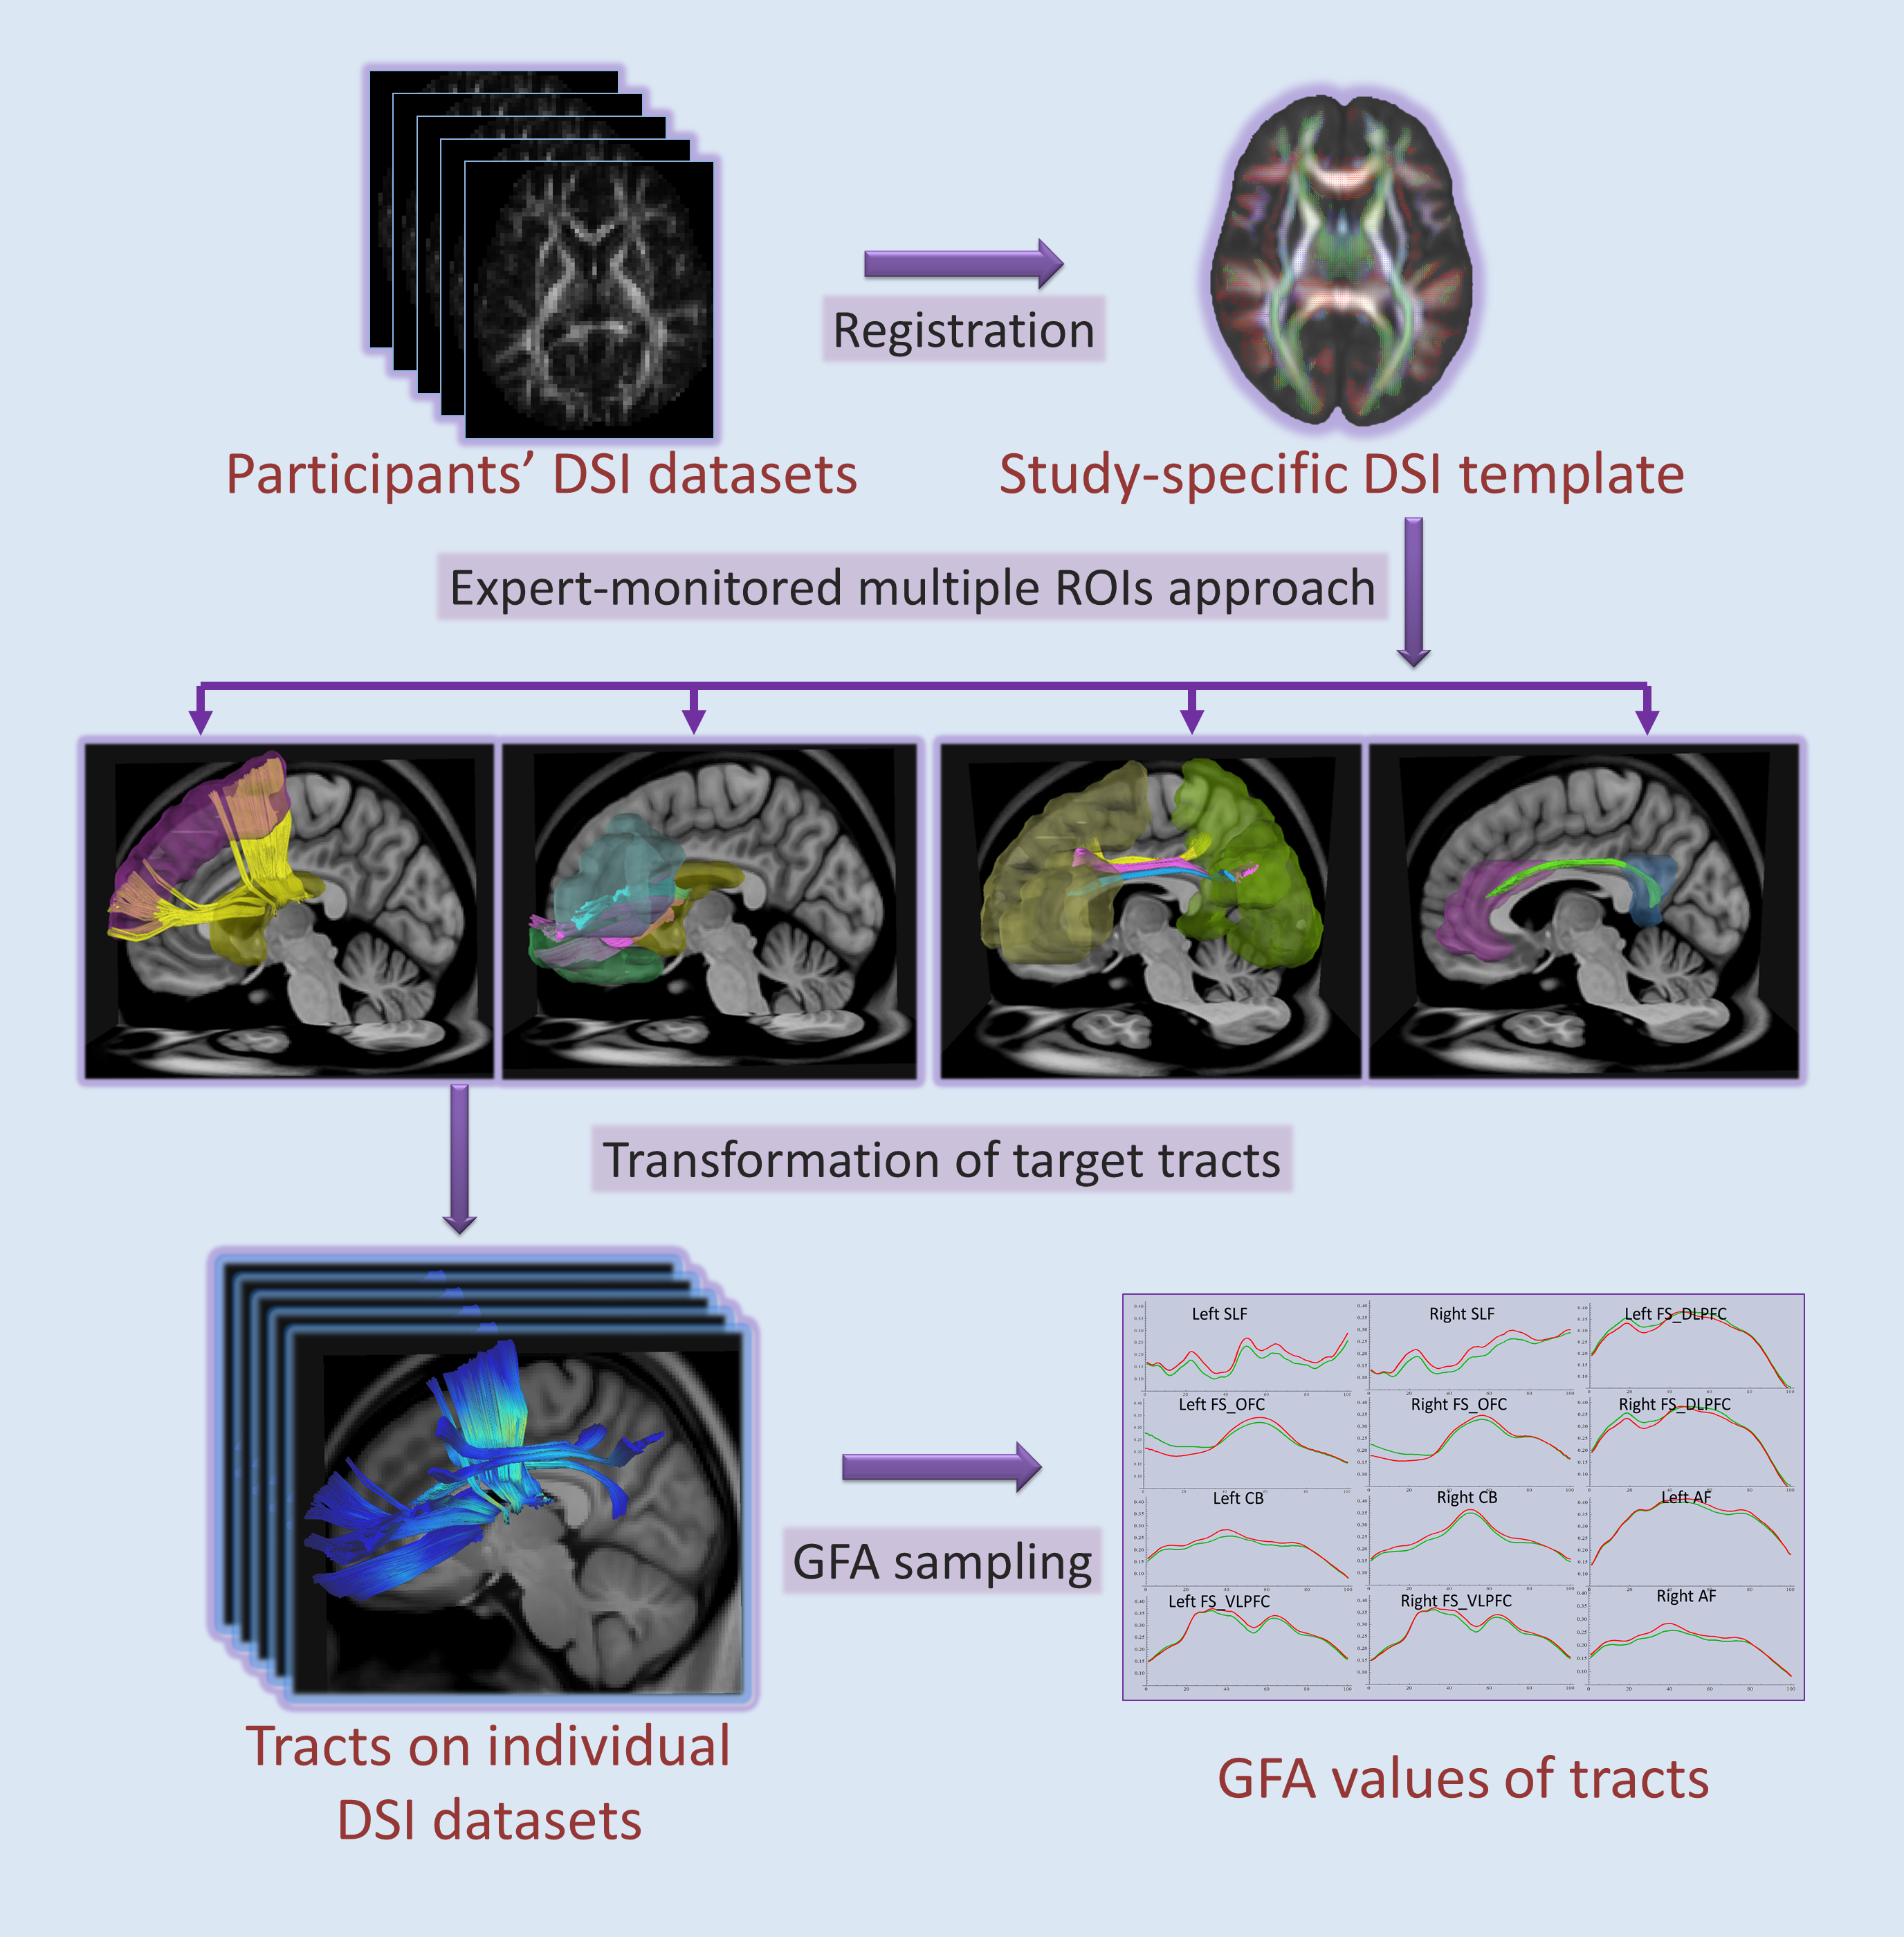 Participants’ DSI datasets
Registration
Study-specific DSI template
Expert-monitored multiple ROIs approach
Transformation of target tracts
Tracts on individual
DSI datasets
GFA sampling
Left SLF
Right SLF
Left FS_DLPFC
Left FS_OFC
Right FS_OFC
Right FS_DLPFC
Left CB
Right CB
Left AF
Left FS_VLPFC
Right FS_VLPFC
Right AF
GFA values of tracts